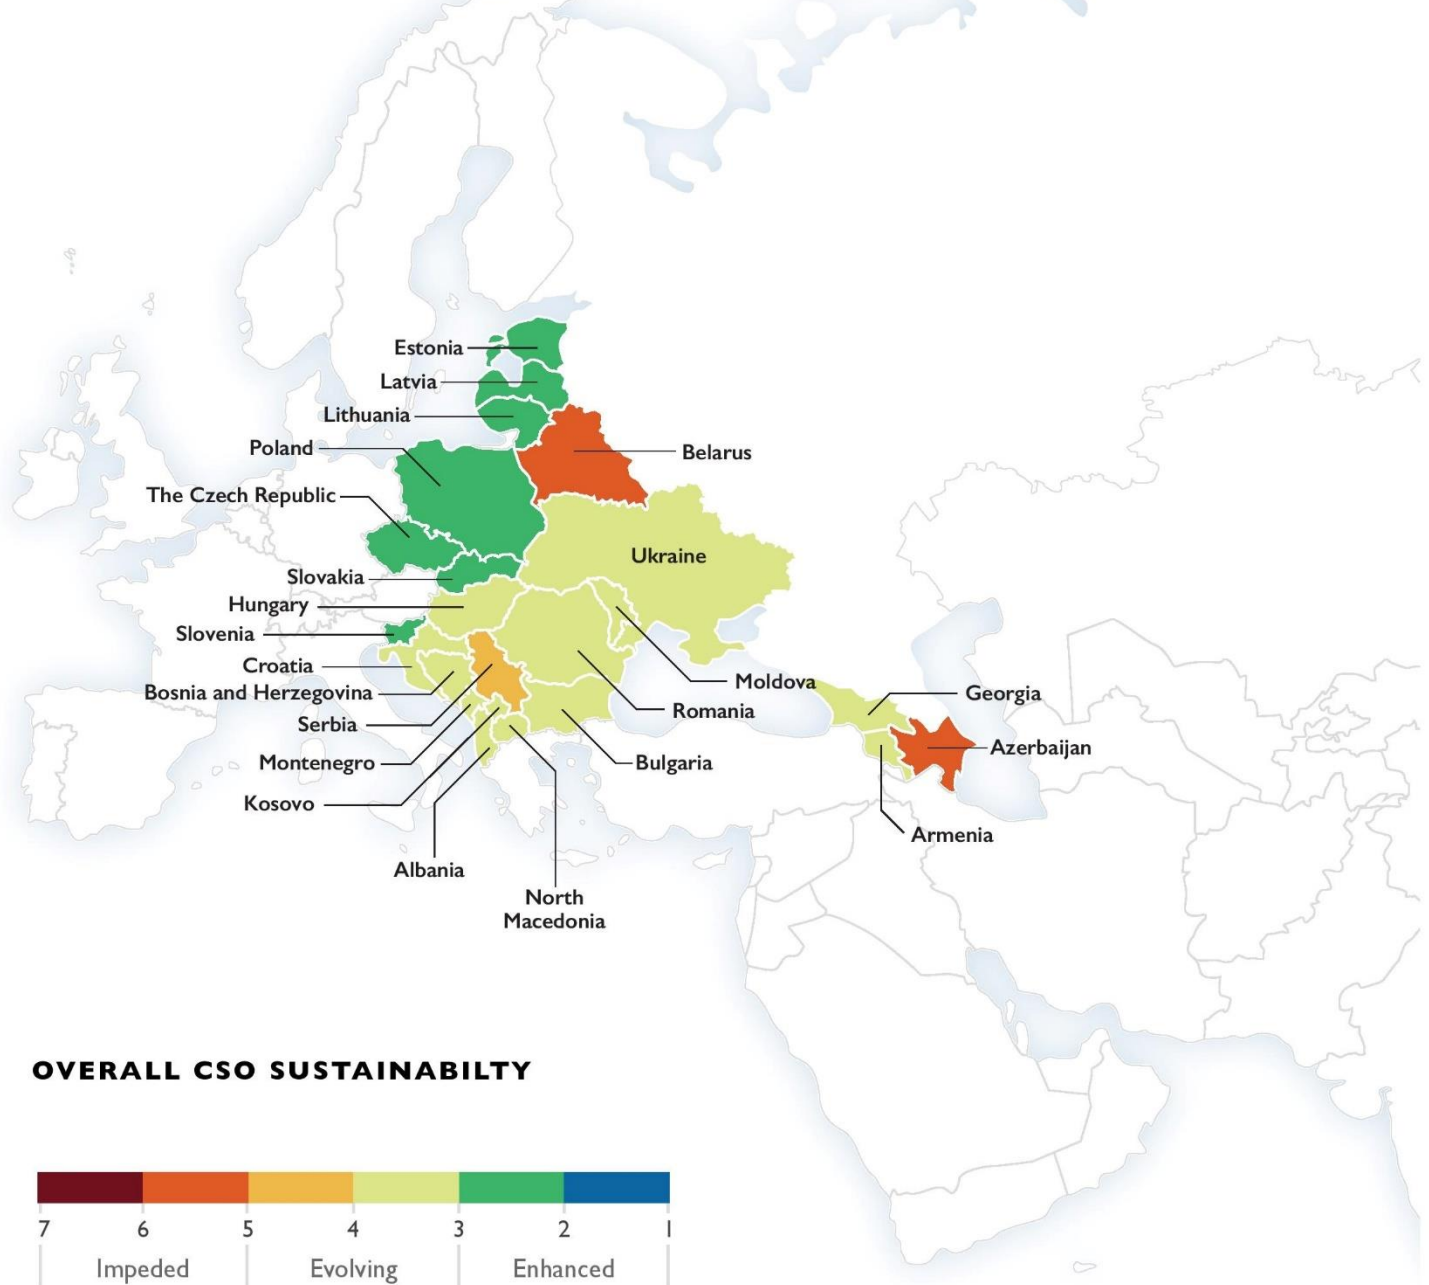 Estonia
Latvia
Lithuania
Poland
Belarus
The Czech Republic
Ukraine
Slovakia
Hungary
Slovenia
Croatia
Moldova
Bosnia and Herzegovina
Georgia
Romania
Serbia
Azerbaijan
Montenegro
Bulgaria
Kosovo
Armenia
Albania
North
Macedonia
OVERALL CSO SUSTAINABILTY
7 6 5 4 3 2 1
Impeded Evolving Enhanced